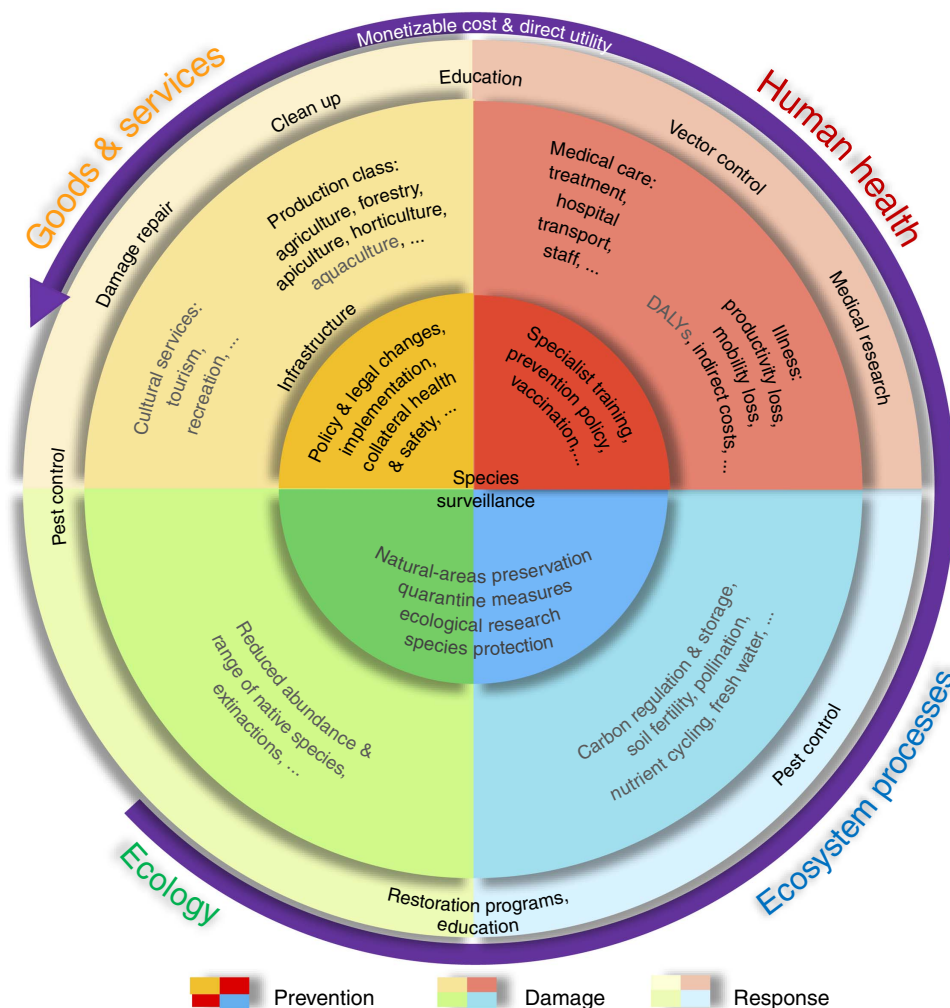 Monetizable cost & direct utility
Goods & services
Human health
Education
Clean up
Damage repair
Pest control
Vector control
Medical research
Production class:
agriculture, forestry,
apiculture, horticulture,
aquaculture, ...
Cultural services:
tourism,
recreation, ...
Infrastructure
Medical care:
treatment,
hospital
transport,
staff, ...
Illness:
productivity loss,
mobility loss,
DALYs, indirect costs, ...
Policy & legal changes,
implementation,
collateral health
& safety, ...
Specialist training,
prevention policy,
vaccination,...
Species
surveillance
Natural-areas preservation
quarantine measures
ecological research
species protection
Reduced abundance &
range of native species,
extinactions, ...
Carbon regulation & storage,
soil fertility, pollination,
nutrient cycling, fresh water, ...
Pest control
Restoration programs,
education
Ecology
Ecosystem processes
Prevention
Damage
Response